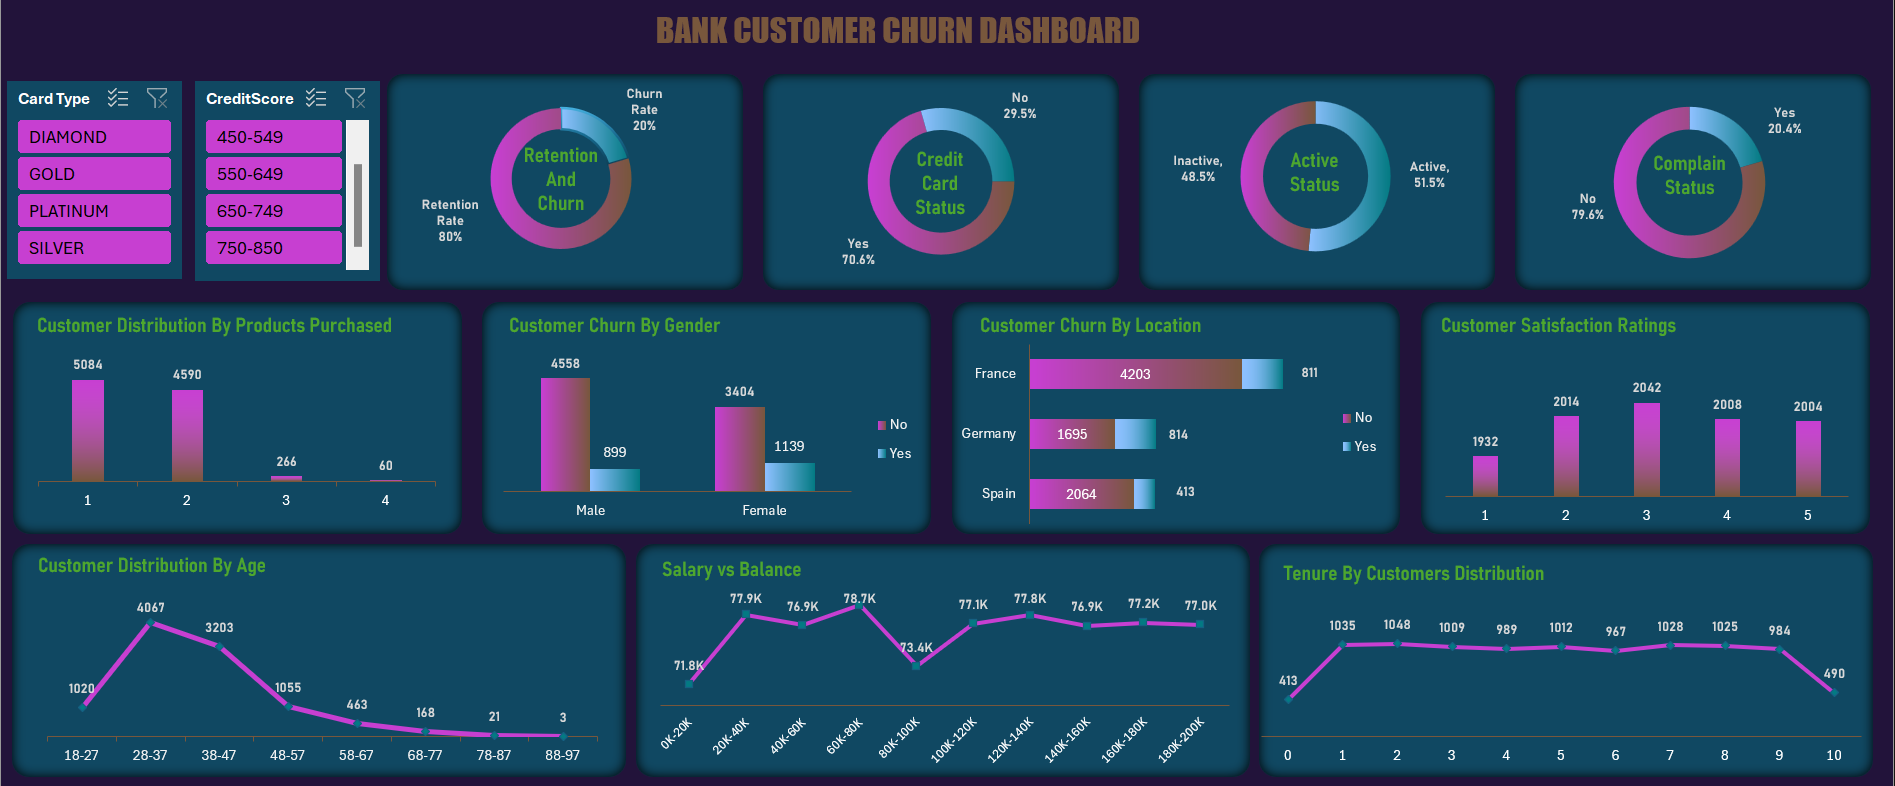 BANK CUSTOMER CHURN DASHBOARD
Card Type
DIAMOND
GOLD
PLATINUM
SILVER
CreditScore
450-549
550-649
650-749
750-850
Churn
Rate
20%
Retention
And
Churn
Retention
Rate
80%
No
29.5%
Credit
Card
Status
Yes
70.6%
Inactive,
48.5%
Active
Status
Active,
51.5%
Yes
20.4%
Complain
Status
No
79.6%
Customer Distribution By Products Purchased
5084
4590
266
60
1 2 3 4
Customer Churn By Gender
4558
899
3404
1139
Male Female
No
Yes
Customer Churn By Location
France 4203 811
Germany 1695 814
Spain 2064 413
No
Yes
Customer Satisfaction Ratings
1932 2014 2042 2008 2004
1 2 3 4 5
Customer Distribution By Age
1020 4067 3203 1055 463 168 21 3
18-27 28-37 38-47 48-57 58-67 68-77 78-87 88-97
Salary vs Balance
71.8K 77.9K 76.9K 78.7K 73.4K 77.1K 77.8K 76.9K 77.2K 77.0K
0K-20K 20K-40K 40K-60K 60K-80K 80K-100K 100K-120K 120K-140K 140K-160K 160K-180K 180K-200K
Tenure By Customers Distribution
413 1035 1048 1009 989 1012 967 1028 1025 984 490
0 1 2 3 4 5 6 7 8 9 10